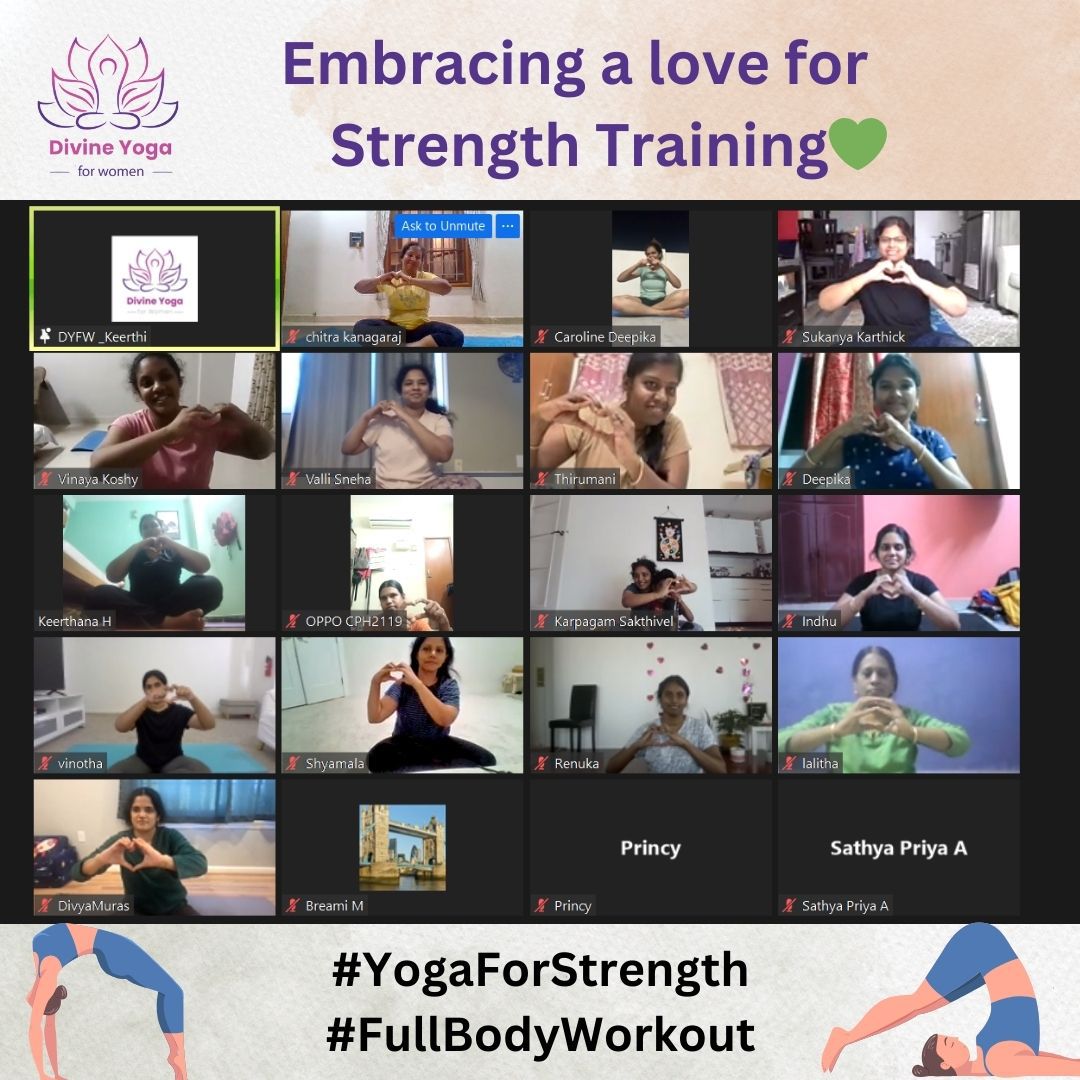 Divine Yoga
for women
Embracing a love for
Strength Training
Divine Yoga
for Women
DYFW _Keerthi
Ask to Unmute ...
chitra kanagaraj
Caroline Deepika
Sukanya Karthick
Vinaya Koshy
Valli Sneha
Thirumani
Deepika
Keerthana H
OPPO CPH2119
Karpagam Sakthivel
Indhu
vinotha
Shyamala
Renuka
lalitha
DivyaMuras
Breami M
Princy
Princy
Sathya Priya A
Sathya Priya A
#YogaForStrength
#FullBodyWorkout